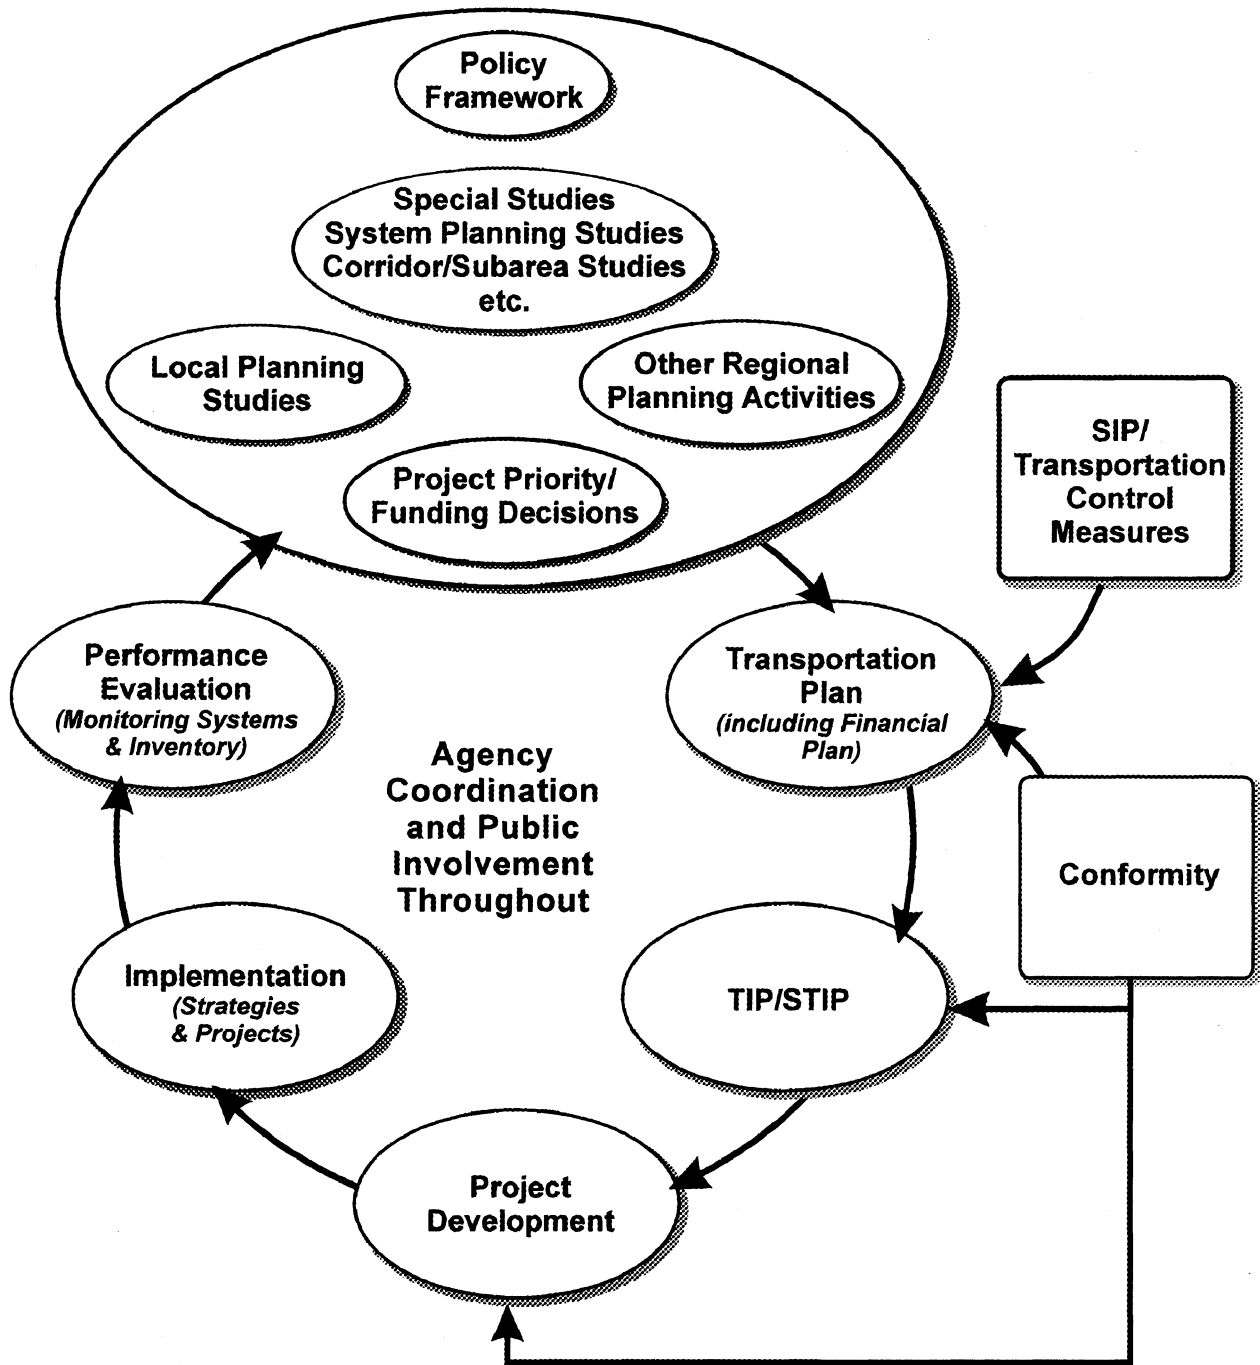 Policy
Framework
Special Studies
System Planning Studies
Corridor/Subarea Studies
etc.
Local Planning
Studies
Other Regional
Planning Activities
Project Priority/
Funding Decisions
SIP/
Transportation
Control
Measures
Performance
Evaluation
(Monitoring Systems
& Inventory)
Transportation
Plan
(including Financial
Plan)
Agency
Coordination
and Public
Involvement
Throughout
Conformity
Implementation
(Strategies
& Projects)
TIP/STIP
Project
Development